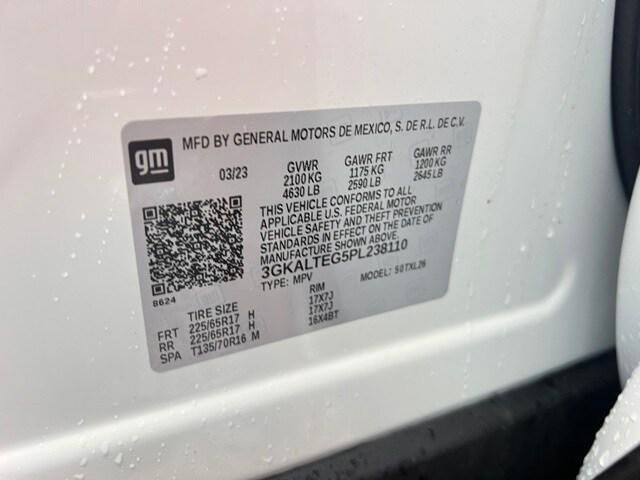 gm
MFD BY GENERAL MOTORS DE MEXICO, S. DE R.L. DE C.V.
03/23 GVWR GAWR FRT GAWR RR
2100 KG 1175 KG 1200 KG
4630 LB 2590 LB 2645 LB
THIS VEHICLE CONFORMS TO ALL
APPLICABLE U.S. FEDERAL MOTOR
VEHICLE SAFETY AND THEFT PREVENTION
STANDARDS IN EFFECT ON THE DATE OF
MANUFACTURE SHOWN ABOVE
3GKALTEG5PL238110
8624
TYPE: MPV MODEL: S0TXL26
TIRE SIZE RIM
FRT 225/65R17 H 17X7J
RR 225/65R17 H 17X7J
SPA T135/70R16 M 16X4BT